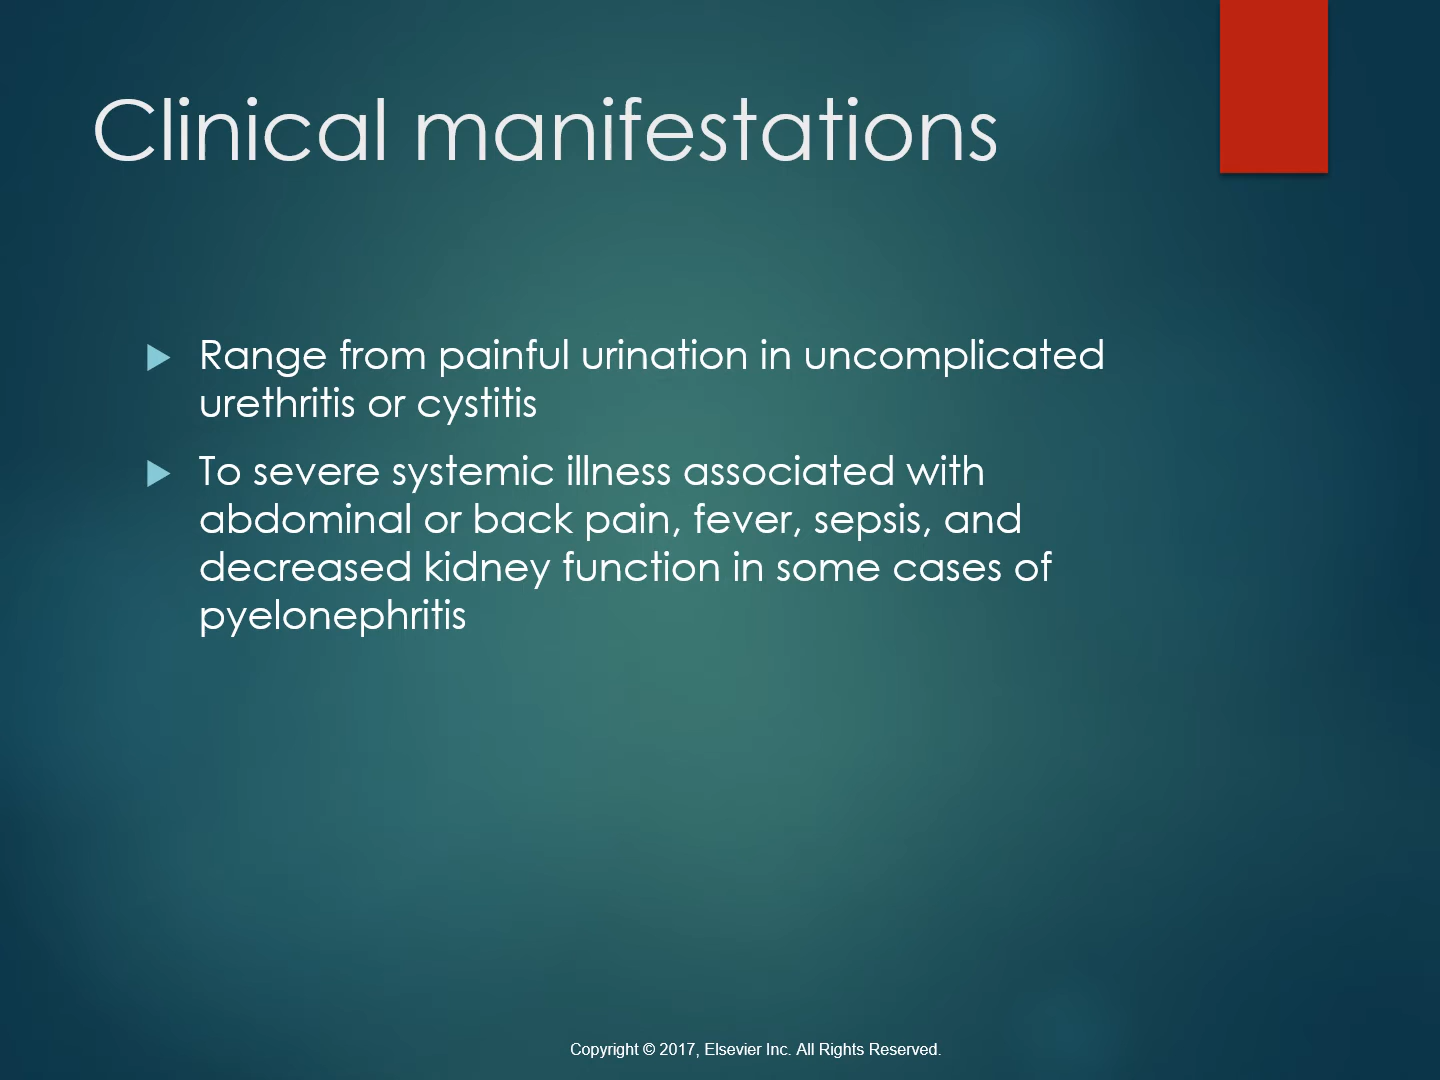 Clinical manifestations
Range from painful urination in uncomplicated
urethritis or cystitis
To severe systemic illness associated with
abdominal or back pain, fever, sepsis, and
decreased kidney function in some cases of
pyelonephritis
Copyright © 2017, Elsevier Inc. All Rights Reserved.